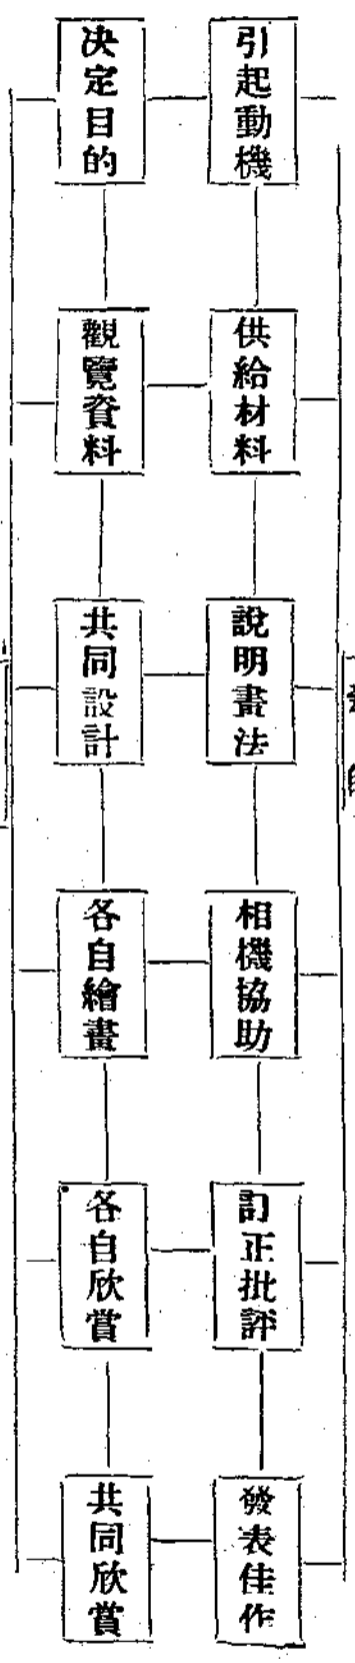 引起動機
供給材料
說明畫法
相機協助
訂正批評
發表佳作
決定目的
觀覽資料
共同設計
各自繪畫
各自欣賞
共同欣賞